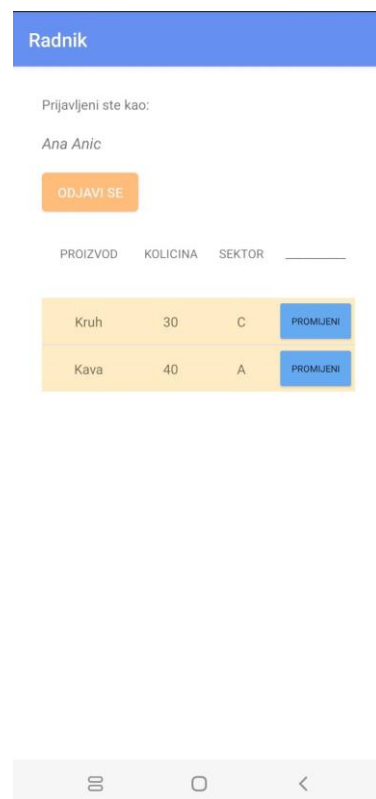 Radnik
Prijavljeni ste kao:
Ana Anic
ODJAVI SE
PROIZVOD KOLICINA SEKTOR
Kruh 30 C PROMIJENI
Kava 40 A PROMIJENI